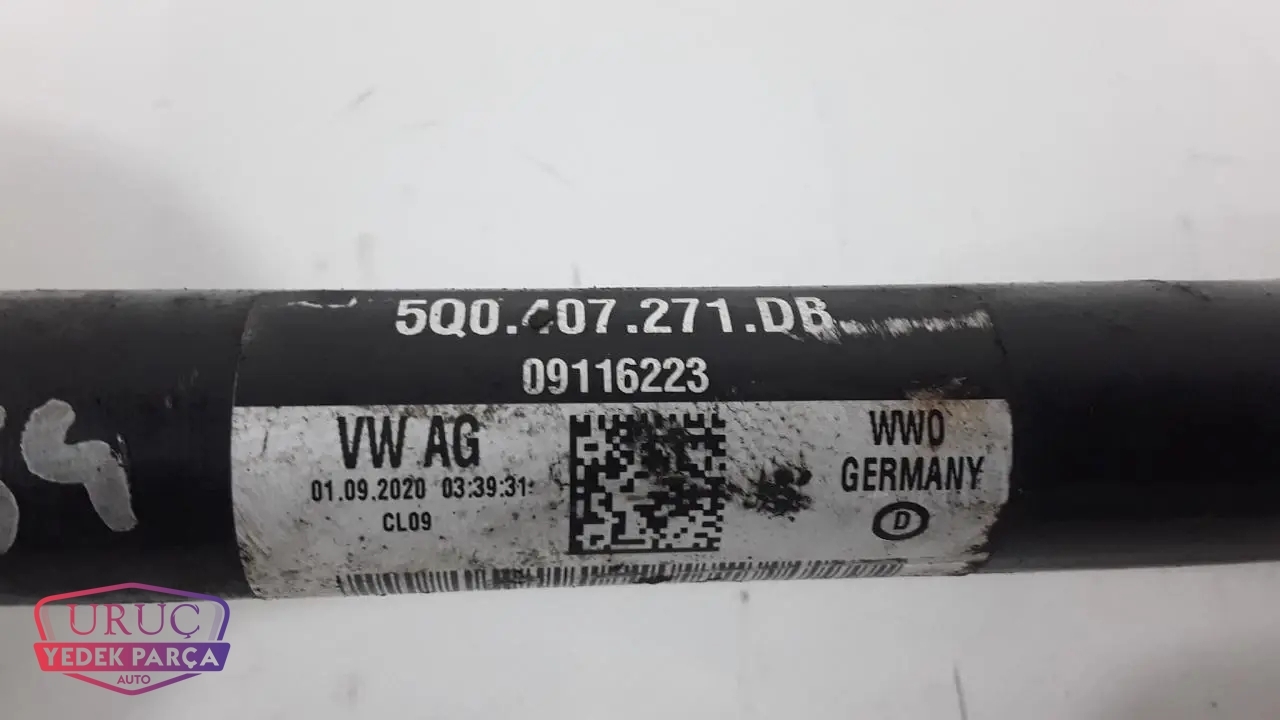 5Q0.407.271.DB
09116223
VW AG
01.09.2020 03:39:31
CL09
WWO
GERMANY
D
URUÇ
YEDEK PARÇA
AUTO